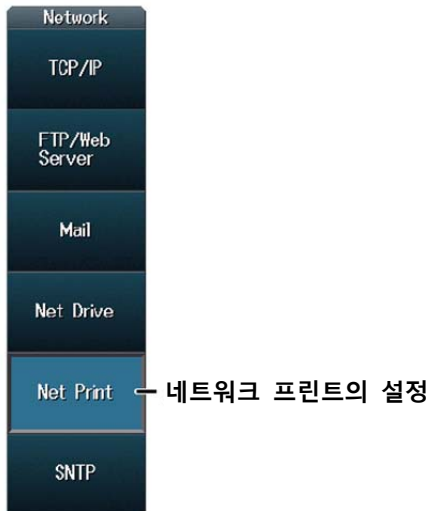 Network
TCP/IP
FTP/Web
Server
Mail
Net Drive
Net Print
네트워크 프린트의 설정
SNTP